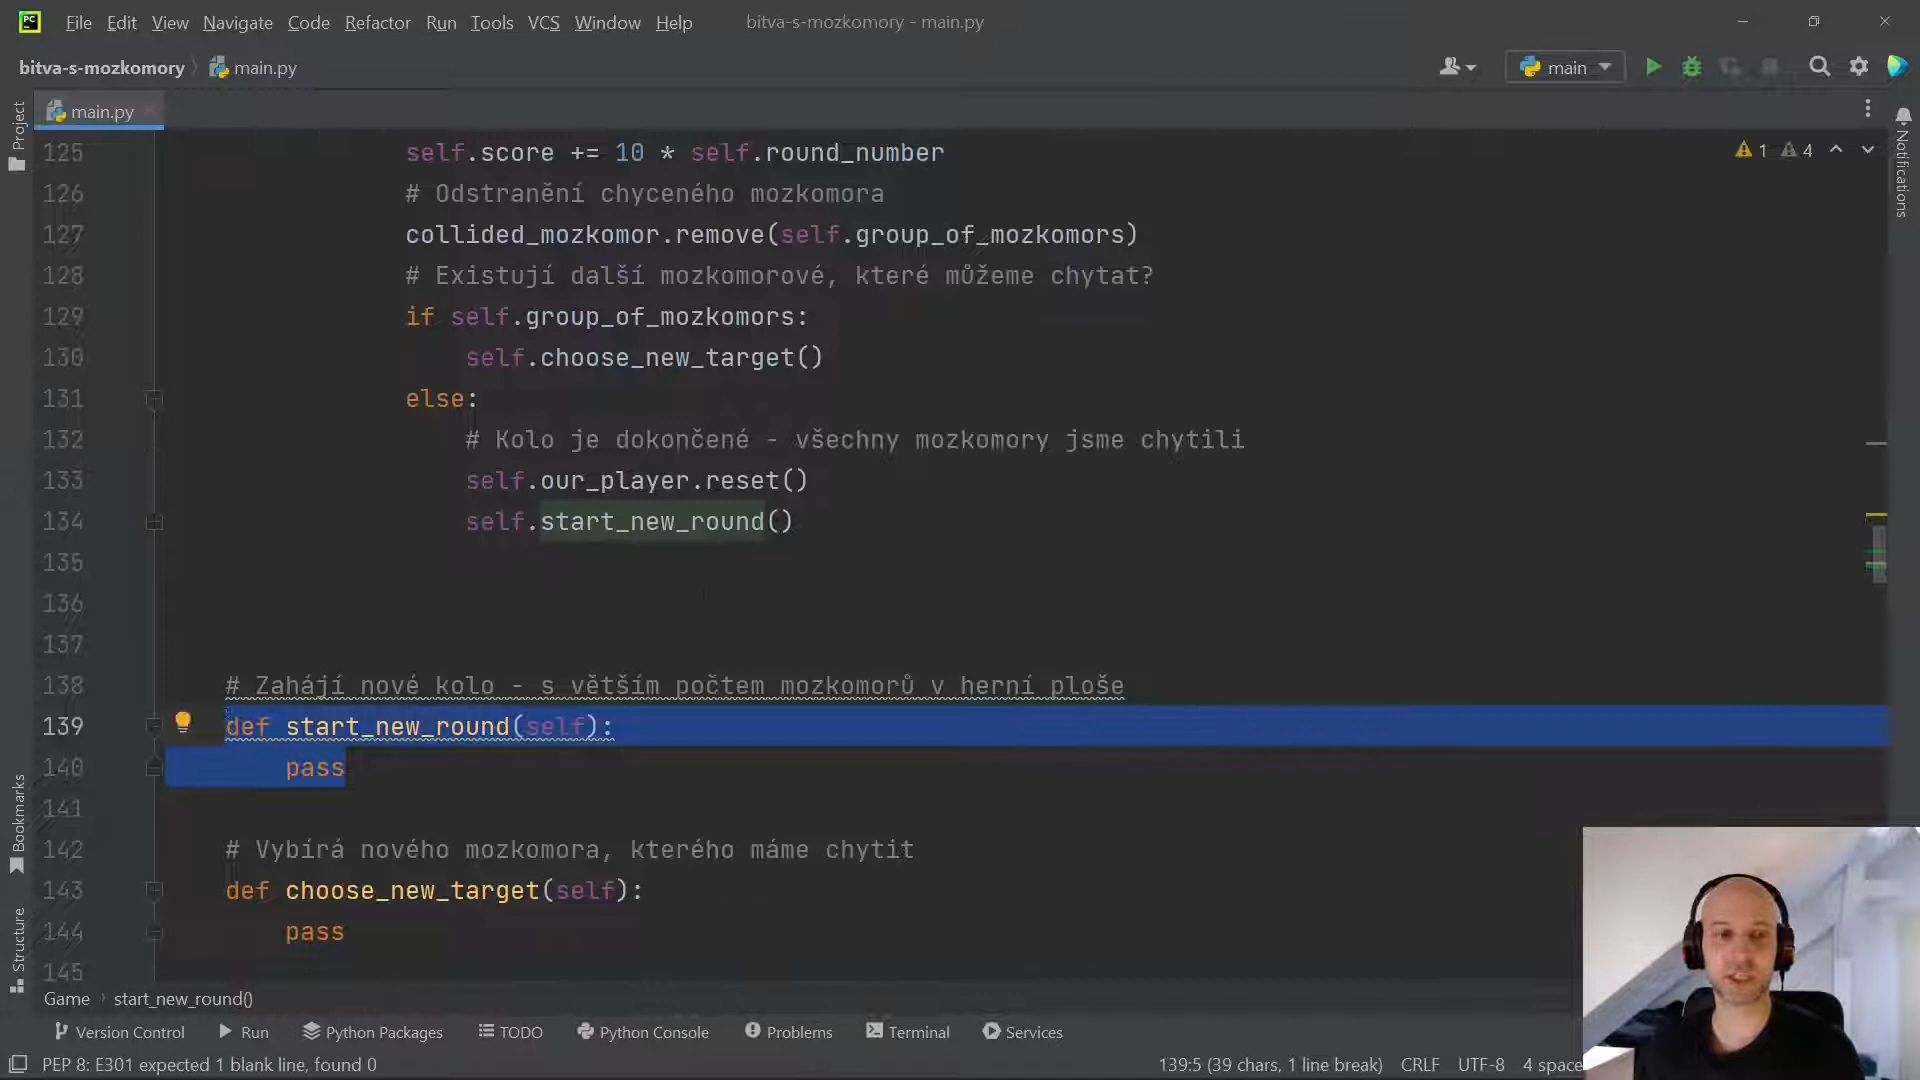 PC File Edit View Navigate Code Refactor Run Tools VCS Window Help bitva-s-mozkomory - main.py
bitva-s-mozkomory main.py main
Project
main.py
Notifications
1 4
125 self.score += 10 * self.round_number
126 # Odstranění chyceného mozkomora
127 collided_mozkomor.remove(self.group_of_mozkomors)
128 # Existují další mozkomorové, které můžeme chytat?
129 if self.group_of_mozkomors:
130 self.choose_new_target()
131 else:
132 # Kolo je dokončené - všechny mozkomory jsme chytili
133 self.our_player.reset()
134 self.start_new_round()
135
136
137
138 # Zahájí nové kolo - s větším počtem mozkomorů v herní ploše
139 def start_new_round(self):
140 pass
141
142 # Vybírá nového mozkomora, kterého máme chytit
143 def choose_new_target(self):
144 pass
145
Bookmarks
Structure
Game start_new_round()
Version Control Run Python Packages TODO Python Console Problems Terminal Services
PEP 8: E301 expected 1 blank line, found 0 139:5 (39 chars, 1 line break) CRLF UTF-8 4 space